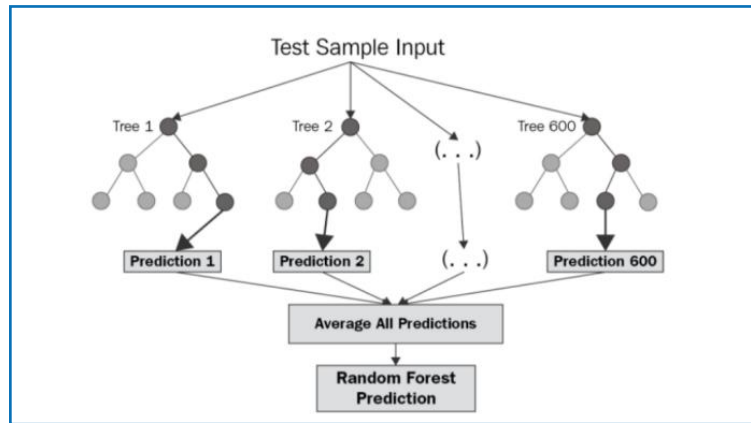 Test Sample Input
Tree 1
Tree 2
Tree 600
(. . .)
Prediction 1
Prediction 2
(. . .)
Prediction 600
Average All Predictions
Random Forest
Prediction